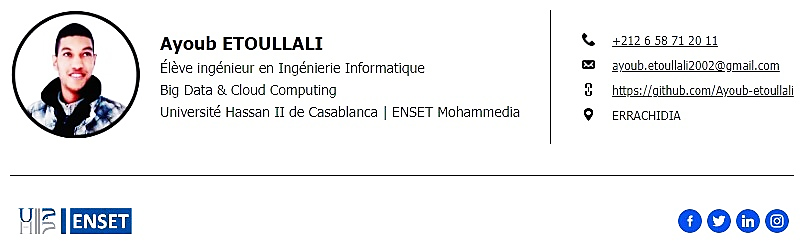 Ayoub ETOULLALI
Élève ingénieur en Ingénierie Informatique
Big Data & Cloud Computing
Université Hassan II de Casablanca | ENSET Mohammedia
+212 6 58 71 20 11
ayoub.etoullali2002@gmail.com
https://github.com/Ayoub-etoullali
ERRACHIDIA
ENSET